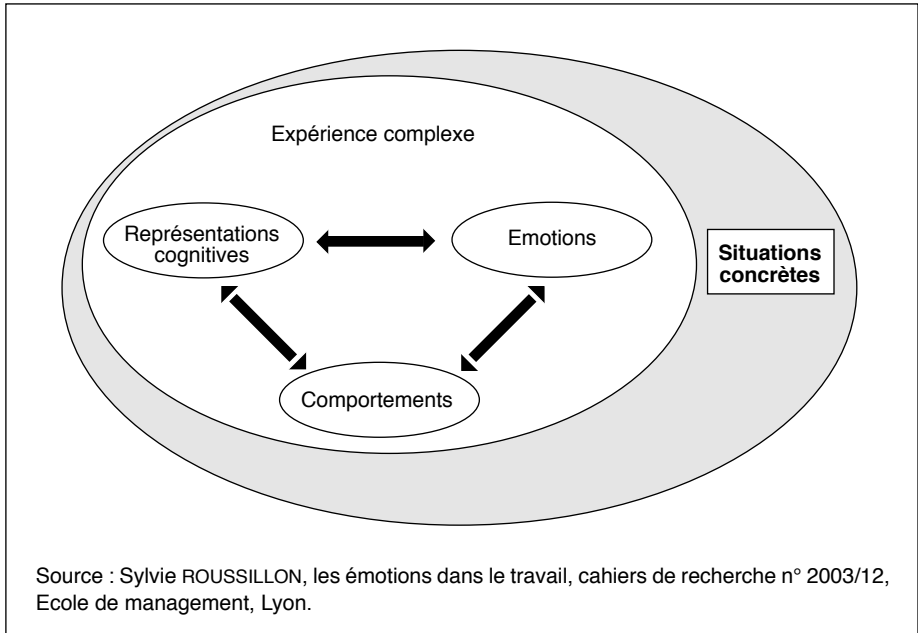 Expérience complexe
Représentations
cognitives
Emotions
Situations
concrètes
Comportements
Source : Sylvie ROUSSILLON, les émotions dans le travail, cahiers de recherche n° 2003/12,
Ecole de management, Lyon.